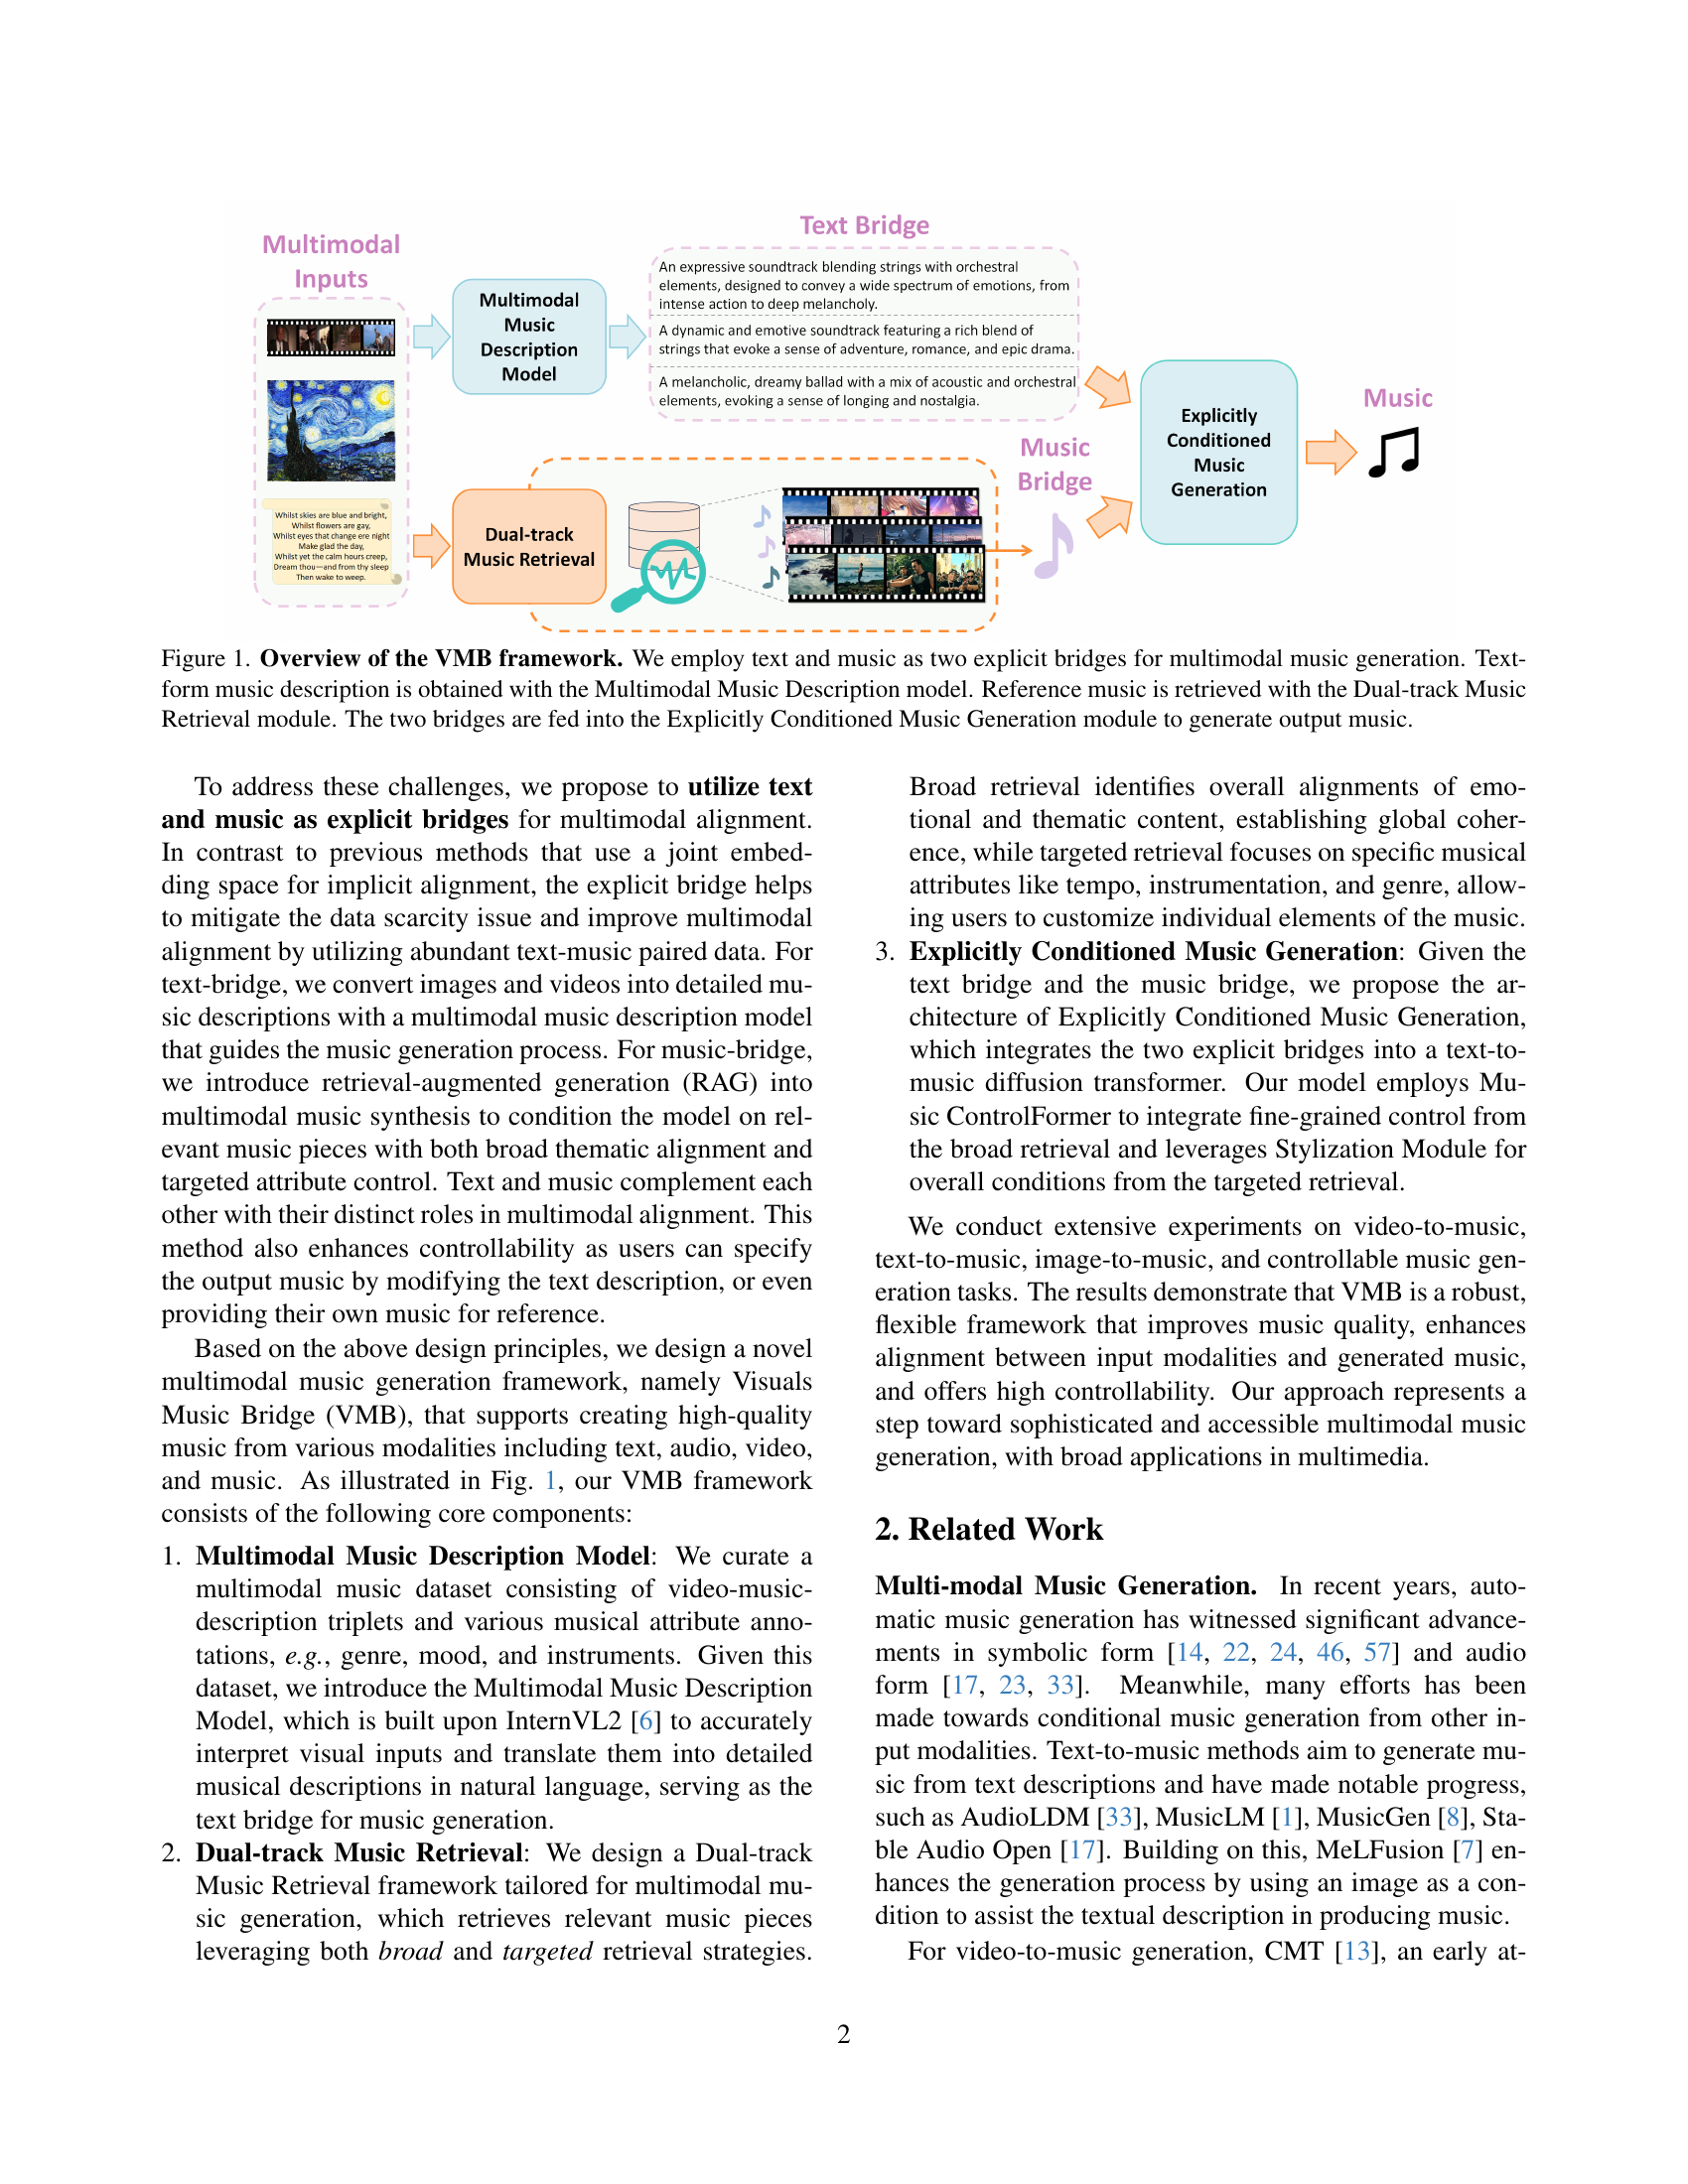 Multimodal
Inputs
Whilst skies are blue and bright,
Whilst flowers are gay,
Whilst eyes that change ere night
Make glad the day,
Whilst yet the calm hours creep,
Dream thou—and from thy sleep
Then wake to weep.
Multimodal
Music
Description
Model
Dual-track
Music Retrieval
Text Bridge
An expressive soundtrack blending strings with orchestral
elements, designed to convey a wide spectrum of emotions, from
intense action to deep melancholy.
A dynamic and emotive soundtrack featuring a rich blend of
strings that evoke a sense of adventure, romance, and epic drama.
A melancholic, dreamy ballad with a mix of acoustic and orchestral
elements, evoking a sense of longing and nostalgia.
Music
Bridge
Explicitly
Conditioned
Music
Generation
Music
Figure 1. Overview of the VMB framework. We employ text and music as two explicit bridges for multimodal music generation. Text-
form music description is obtained with the Multimodal Music Description model. Reference music is retrieved with the Dual-track Music
Retrieval module. The two bridges are fed into the Explicitly Conditioned Music Generation module to generate output music.
To address these challenges, we propose to utilize text
and music as explicit bridges for multimodal alignment.
In contrast to previous methods that use a joint embed-
ding space for implicit alignment, the explicit bridge helps
to mitigate the data scarcity issue and improve multimodal
alignment by utilizing abundant text-music paired data. For
text-bridge, we convert images and videos into detailed mu-
sic descriptions with a multimodal music description model
that guides the music generation process. For music-bridge,
we introduce retrieval-augmented generation (RAG) into
multimodal music synthesis to condition the model on rel-
evant music pieces with both broad thematic alignment and
targeted attribute control. Text and music complement each
other with their distinct roles in multimodal alignment. This
method also enhances controllability as users can specify
the output music by modifying the text description, or even
providing their own music for reference.
Based on the above design principles, we design a novel
multimodal music generation framework, namely Visuals
Music Bridge (VMB), that supports creating high-quality
music from various modalities including text, audio, video,
and music. As illustrated in Fig. 1, our VMB framework
consists of the following core components:
1. Multimodal Music Description Model: We curate a
multimodal music dataset consisting of video-music-
description triplets and various musical attribute anno-
tations, e.g., genre, mood, and instruments. Given this
dataset, we introduce the Multimodal Music Description
Model, which is built upon InternVL2 [6] to accurately
interpret visual inputs and translate them into detailed
musical descriptions in natural language, serving as the
text bridge for music generation.
2. Dual-track Music Retrieval: We design a Dual-track
Music Retrieval framework tailored for multimodal mu-
sic generation, which retrieves relevant music pieces
leveraging both broad and targeted retrieval strategies.
Broad retrieval identifies overall alignments of emo-
tional and thematic content, establishing global coher-
ence, while targeted retrieval focuses on specific musical
attributes like tempo, instrumentation, and genre, allow-
ing users to customize individual elements of the music.
3. Explicitly Conditioned Music Generation: Given the
text bridge and the music bridge, we propose the ar-
chitecture of Explicitly Conditioned Music Generation,
which integrates the two explicit bridges into a text-to-
music diffusion transformer. Our model employs Mu-
sic ControlFormer to integrate fine-grained control from
the broad retrieval and leverages Stylization Module for
overall conditions from the targeted retrieval.
We conduct extensive experiments on video-to-music,
text-to-music, image-to-music, and controllable music gen-
eration tasks. The results demonstrate that VMB is a robust,
flexible framework that improves music quality, enhances
alignment between input modalities and generated music,
and offers high controllability. Our approach represents a
step toward sophisticated and accessible multimodal music
generation, with broad applications in multimedia.
2. Related Work
Multi-modal Music Generation. In recent years, auto-
matic music generation has witnessed significant advance-
ments in symbolic form [14, 22, 24, 46, 57] and audio
form [17, 23, 33]. Meanwhile, many efforts has been
made towards conditional music generation from other in-
put modalities. Text-to-music methods aim to generate mu-
sic from text descriptions and have made notable progress,
such as AudioLDM [33], MusicLM [1], MusicGen [8], Sta-
ble Audio Open [17]. Building on this, MeLFusion [7] en-
hances the generation process by using an image as a con-
dition to assist the textual description in producing music.
For video-to-music generation, CMT [13], an early at-
2